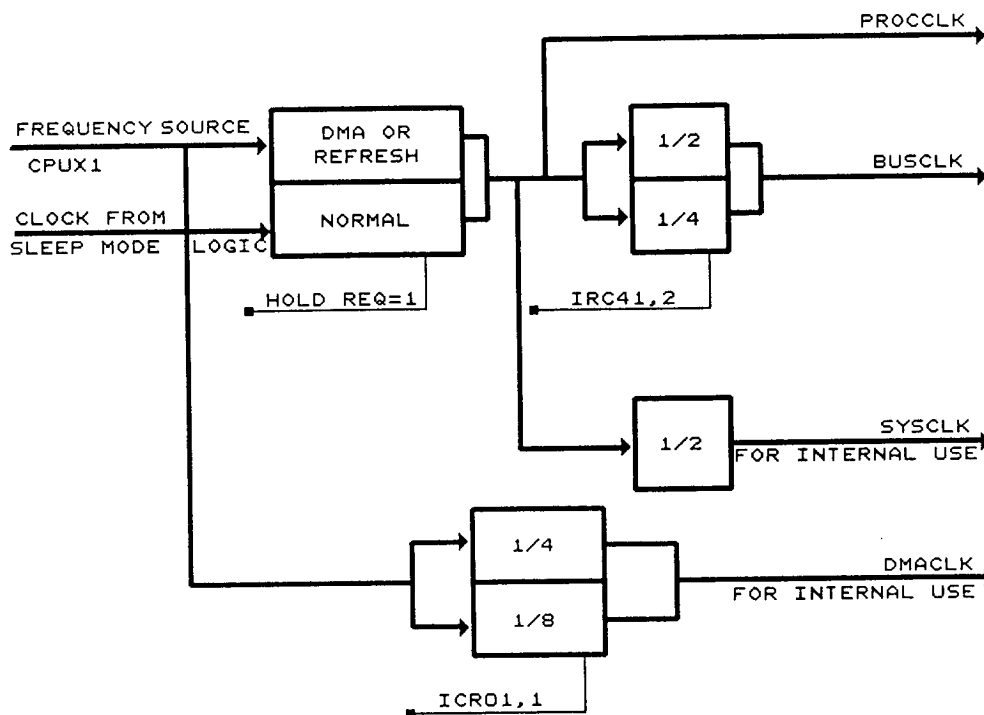 PROCCLK
FREQUENCY SOURCE
CPUX1
DMA OR
REFRESH
1/2
BUSCLK
CLOCK FROM
SLEEP MODE LOGIC
NORMAL
1/4
HOLD REQ=1
IRC41,2
1/2
SYSCLK
FOR INTERNAL USE
1/4
DMACLK
FOR INTERNAL USE
1/8
ICR01,1